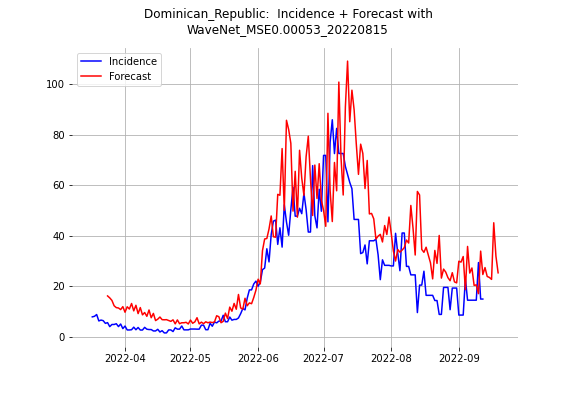 Dominican_Republic:  Incidence + Forecast with
WaveNet_MSE0.00053_20220815
Incidence
Forecast
100
80
60
40
20
0
2022-04 2022-05 2022-06 2022-07 2022-08 2022-09